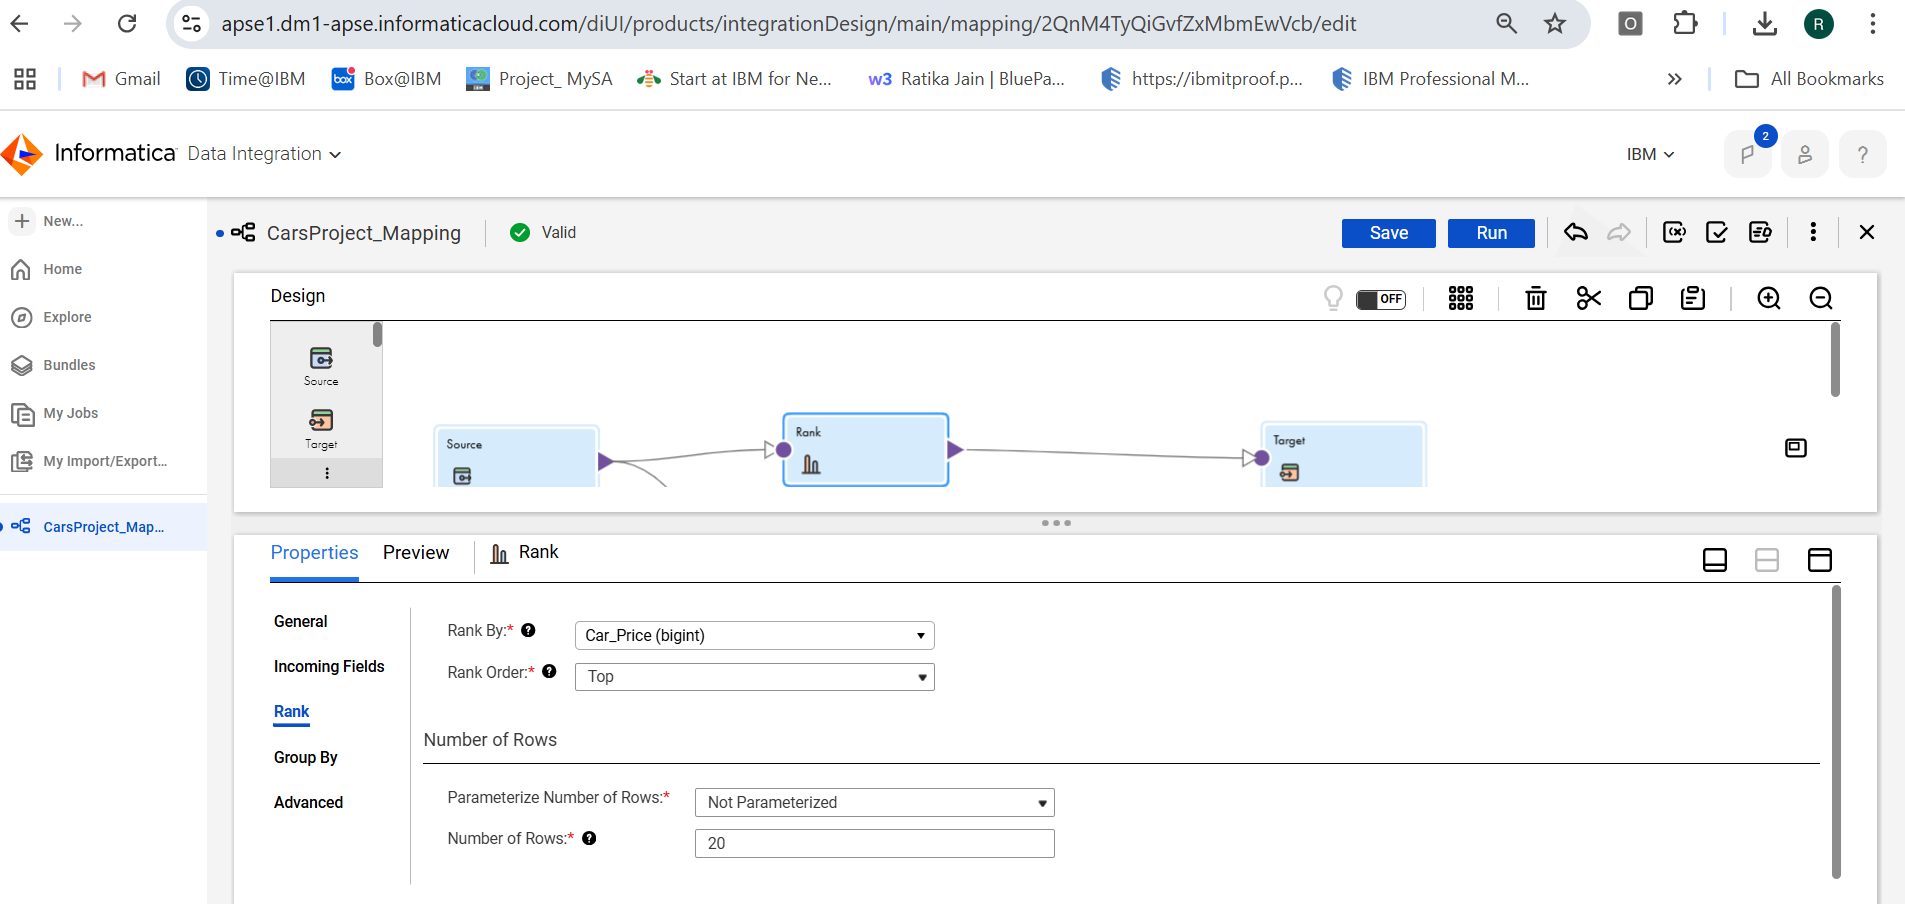 apse1.dm1-apse.informaticacloud.com/diUI/products/integrationDesign/main/mapping/2QnM4TyQiGvfZxMbmEwVcb/edit
O
R
Gmail
Time@IBM
Box@IBM
Project_ MySA
Start at IBM for Ne...
w3 Ratika Jain | BluePa...
https://ibmitproof.p...
IBM Professional M...
»
All Bookmarks
Informatica Data Integration
IBM
2
?
New...
Home
Explore
Bundles
My Jobs
My Import/Export...
CarsProject_Map...
CarsProject_Mapping
Valid
Save
Run
Design
OFF
Source
Target
Source
Rank
Target
Properties
Preview
Rank
General
Incoming Fields
Rank
Group By
Advanced
Rank By:* ?
Car_Price (bigint)
Rank Order:* ?
Top
Number of Rows
Parameterize Number of Rows:*
Not Parameterized
Number of Rows:* ?
20